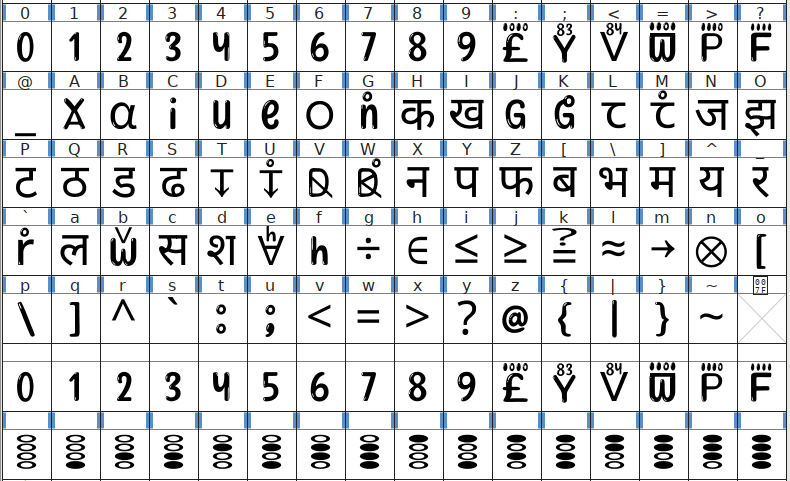 0 1 2 3 4 5 6 7 8 9 : ; < = > ?
0 1 2 3 4 5 6 7 8 9 £ Y V W P F
@ A B C D E F G H I J K L M N O
_ X α i u e O n क ख G G ट ट ज झ
P Q R S T U V W X Y Z [ \ ] ^ _
ट ठ ड ढ न प फ ब भ म य र
` a b c d e f g h i j k l m n o
r ल W स श ∀ h ÷ ∈ ≤ ≥ ≟ ≈ → ⊗ [
p q r s t u v w x y z { | } ~ 007F
\ ] ^ ` : ; < = > ? @ { | } ~
0 1 2 3 4 5 6 7 8 9 £ Y V W P F